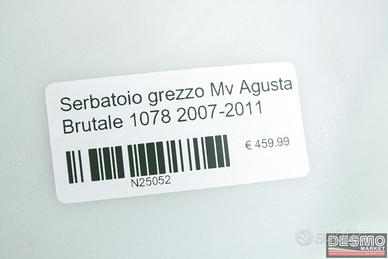 Serbatoio grezzo Mv Agusta
Brutale 1078 2007-2011
€ 459.99
N25052
DESMO
MARKET